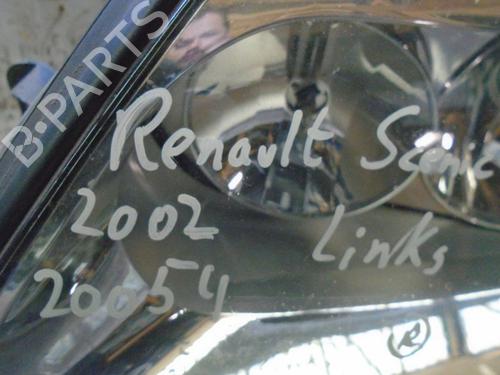 B-PARTS
Renault Scenic
2002 Links
20054
R